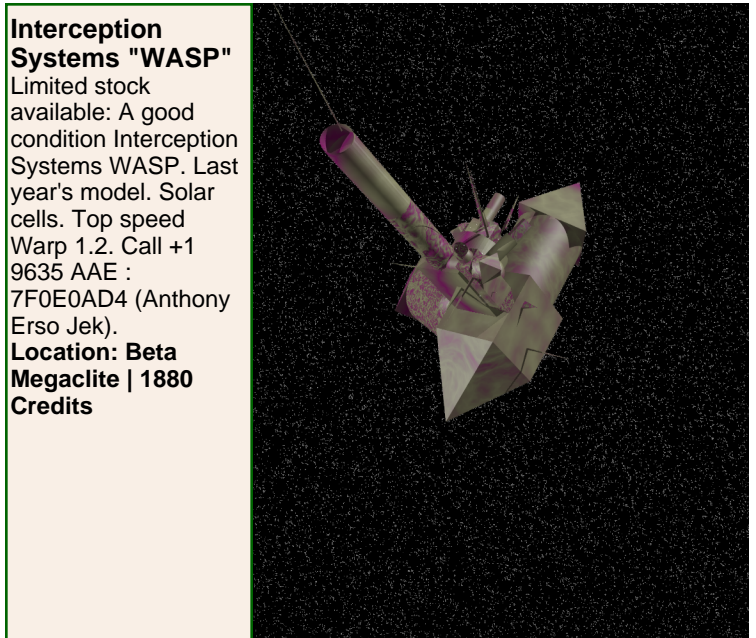 Interception
Systems "WASP"
Limited stock
available: A good
condition Interception
Systems WASP. Last
year's model. Solar
cells. Top speed
Warp 1.2. Call +1
9635 AAE :
7F0E0AD4 (Anthony
Erso Jek).
Location: Beta
Megaclite | 1880
Credits